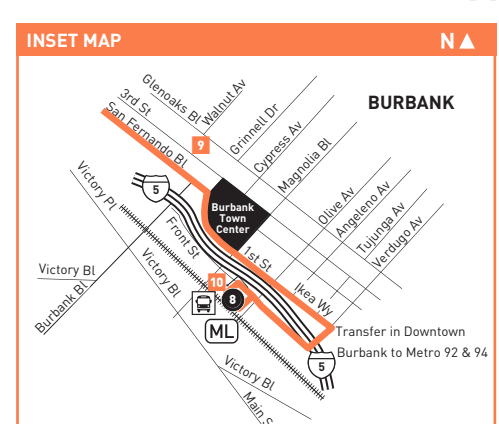 INSET MAP
N
BURBANK
Glenoaks Bl
Walnut Av
3rd St
San Fernando Bl
Grinnell Dr
Cypress Av
Magnolia Bl
9
5
Burbank
Town
Center
Victory Pl
Front St
1st St
Olive Av
Angeleno Av
Tujunga Av
Verdugo Av
Victory Bl
Burbank Bl
Victory Bl
10
8
ML
Ikea Wy
Transfer in Downtown
Burbank to Metro 92 & 94
5
Victory Bl
Main